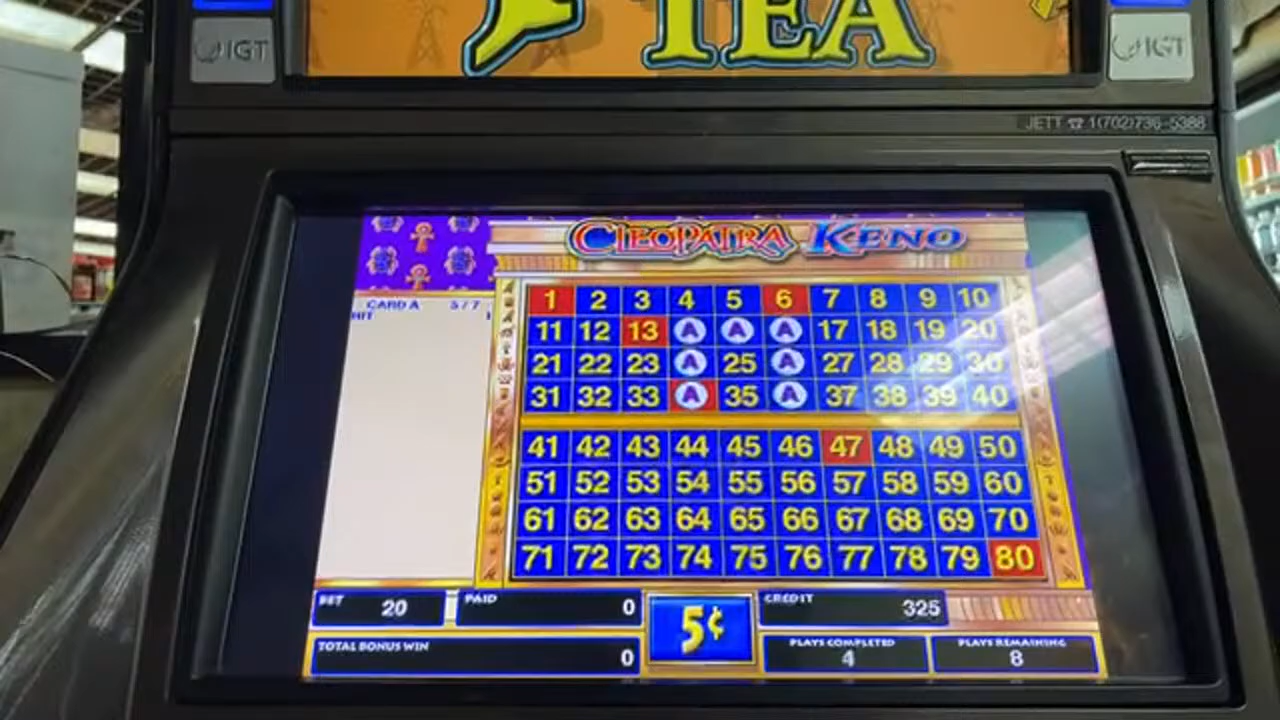 TEA
IGT IGT
JETT ☎ 1(702)736-5388
CLEOPATRA KENO
CARD A 5/7
HIT
1 2 3 4 5 6 7 8 9 10
11 12 13 A A A 17 18 19 20
21 22 23 A 25 A 27 28 29 30
31 32 33 A 35 A 37 38 39 40
41 42 43 44 45 46 47 48 49 50
51 52 53 54 55 56 57 58 59 60
61 62 63 64 65 66 67 68 69 70
71 72 73 74 75 76 77 78 79 80
BET 20 PAID 0 5¢ CREDIT 325
TOTAL BONUS WIN 0 PLAYS COMPLETED 4 PLAYS REMAINING 8